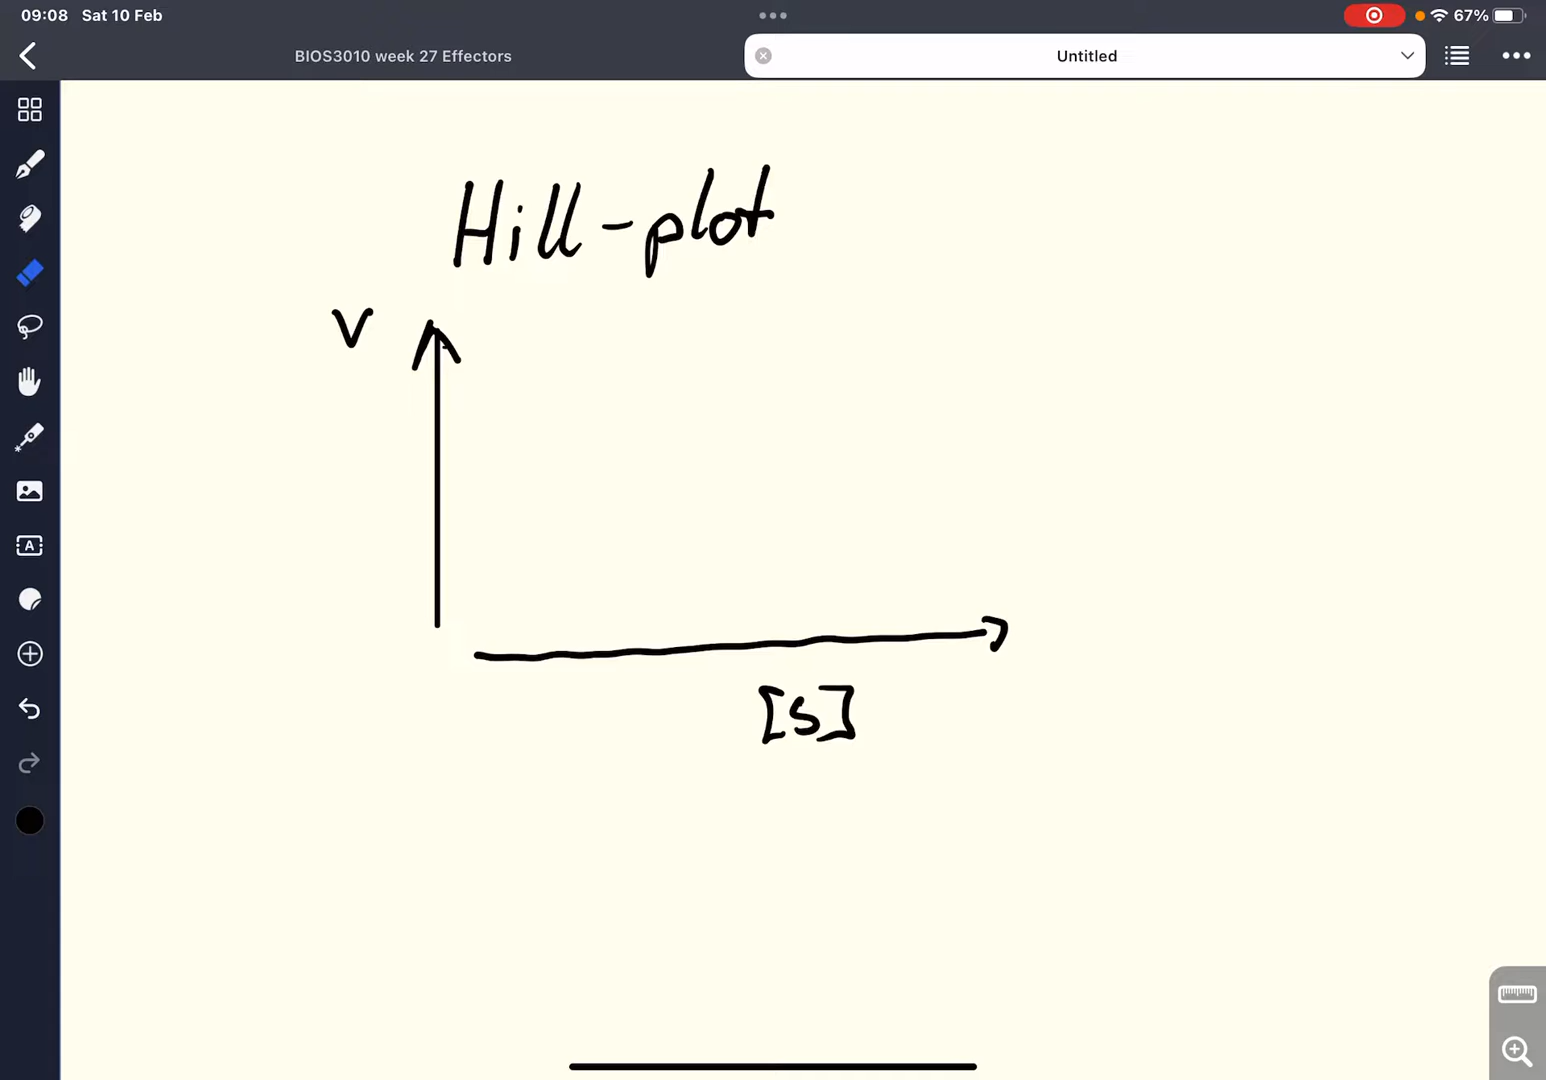 09:08 Sat 10 Feb
67%
BIOS3010 week 27 Effectors
Untitled
A
Hill-plot
V
[S]